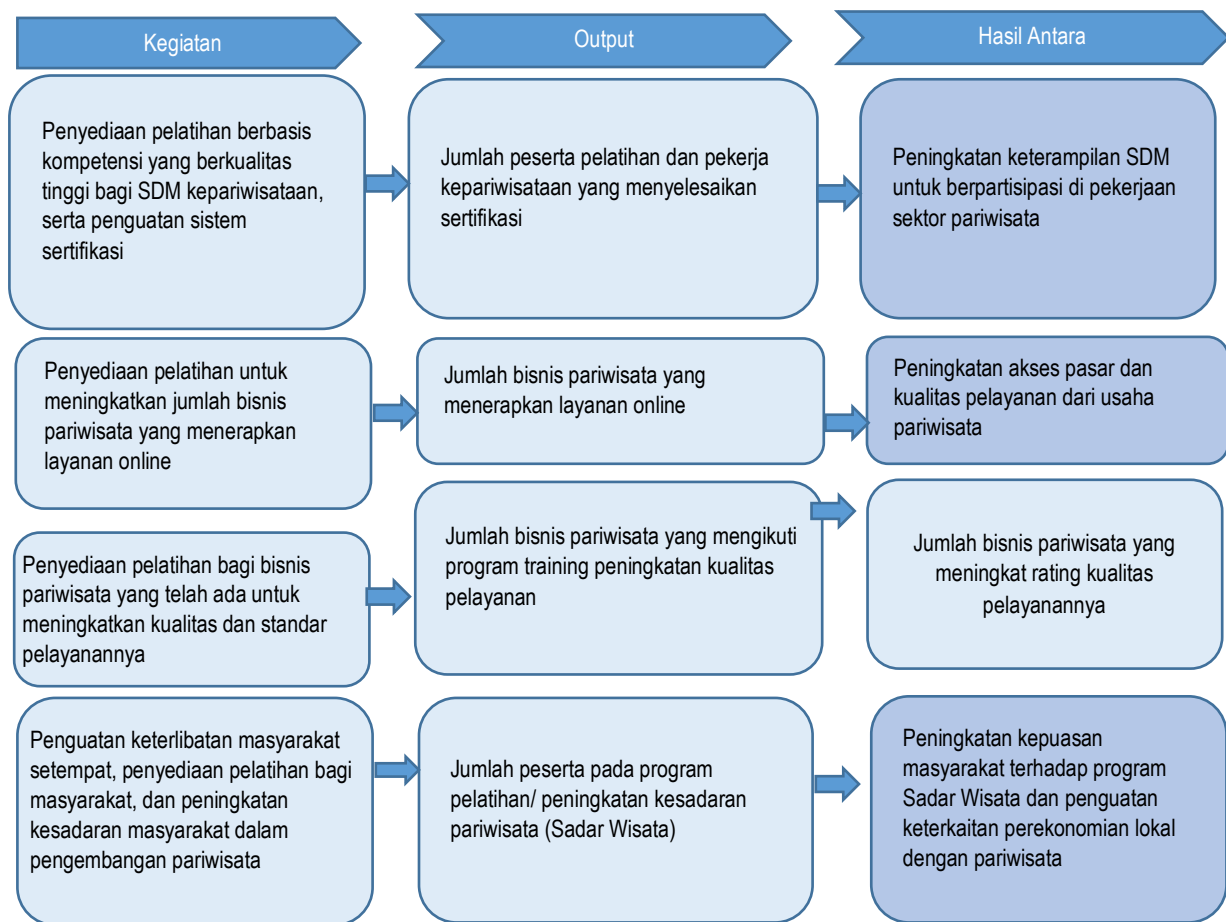 Kegiatan
Output
Hasil Antara
Penyediaan pelatihan berbasis
kompetensi yang berkualitas
tinggi bagi SDM kepariwisataan,
serta penguatan sistem
sertifikasi
Jumlah peserta pelatihan dan pekerja
kepariwisataan yang menyelesaikan
sertifikasi
Peningkatan keterampilan SDM
untuk berpartisipasi di pekerjaan
sektor pariwisata
Penyediaan pelatihan untuk
meningkatkan jumlah bisnis
pariwisata yang menerapkan
layanan online
Jumlah bisnis pariwisata yang
menerapkan layanan online
Peningkatan akses pasar dan
kualitas pelayanan dari usaha
pariwisata
Penyediaan pelatihan bagi bisnis
pariwisata yang telah ada untuk
meningkatkan kualitas dan standar
pelayanannya
Jumlah bisnis pariwisata yang mengikuti
program training peningkatan kualitas
pelayanan
Jumlah bisnis pariwisata yang
meningkat rating kualitas
pelayanannya
Penguatan keterlibatan masyarakat
setempat, penyediaan pelatihan bagi
masyarakat, dan peningkatan
kesadaran masyarakat dalam
pengembangan pariwisata
Jumlah peserta pada program
pelatihan/ peningkatan kesadaran
pariwisata (Sadar Wisata)
Peningkatan kepuasan
masyarakat terhadap program
Sadar Wisata dan penguatan
keterkaitan perekonomian lokal
dengan pariwisata